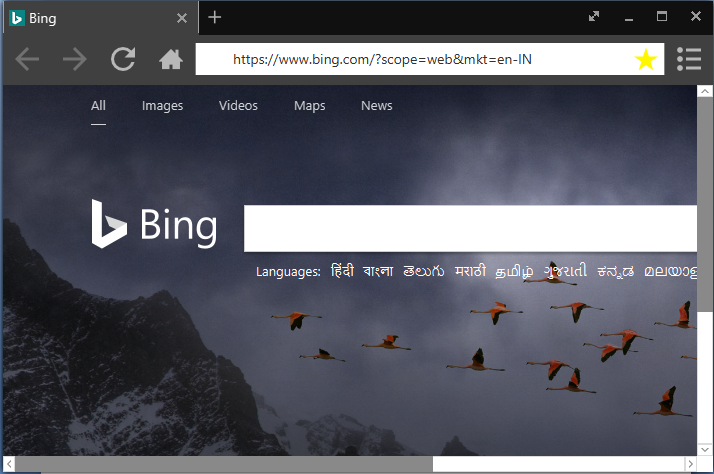 Bing
https://www.bing.com/?scope=web&mkt=en-IN
All Images Videos Maps News
Bing
Languages: हिंदी বাংলা తెలుగు मराठी தமிழ் ગુજરાતી ಕನ್ನಡ